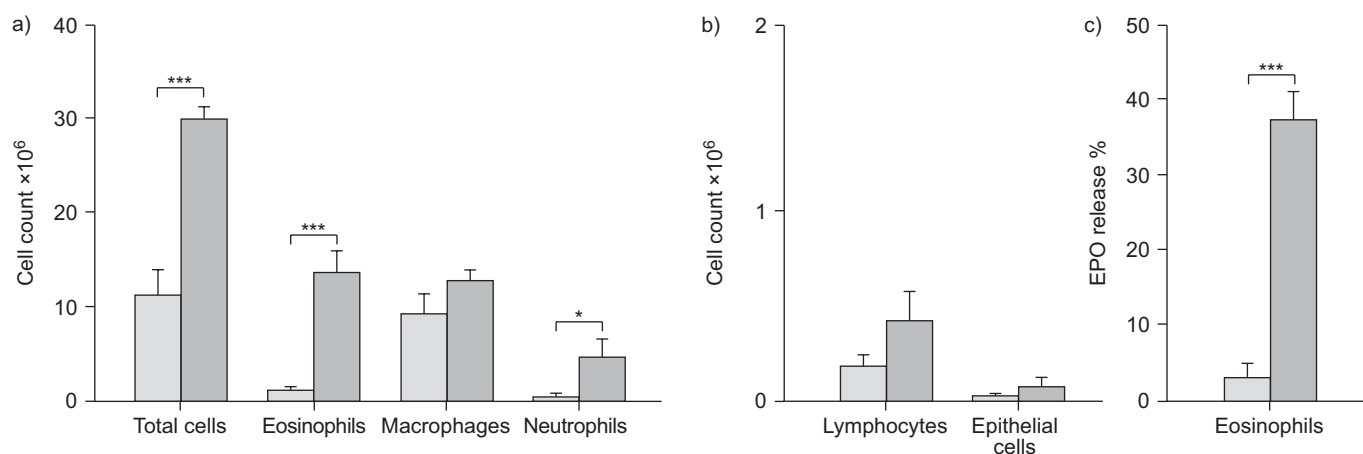 a)
Cell count ×10⁶
40
30
20
10
0
***
***
*
Total cells
Eosinophils
Macrophages
Neutrophils
b)
Cell count ×10⁶
2
1
0
Lymphocytes
Epithelial
cells
c)
EPO release %
50
40
30
20
10
0
***
Eosinophils